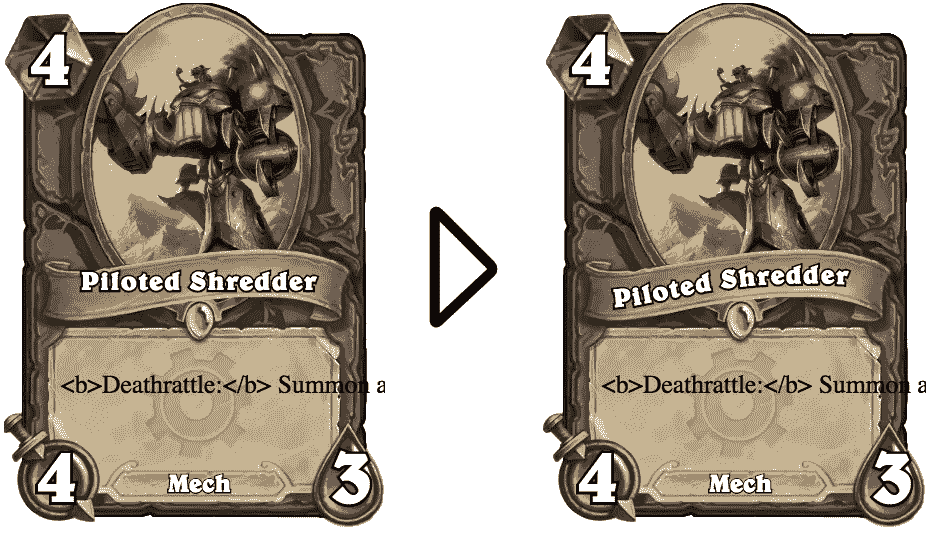 4
Piloted Shredder
<b>Deathrattle:</b> Summon a
4
Mech
3
4
Piloted Shredder
<b>Deathrattle:</b> Summon a
4
Mech
3